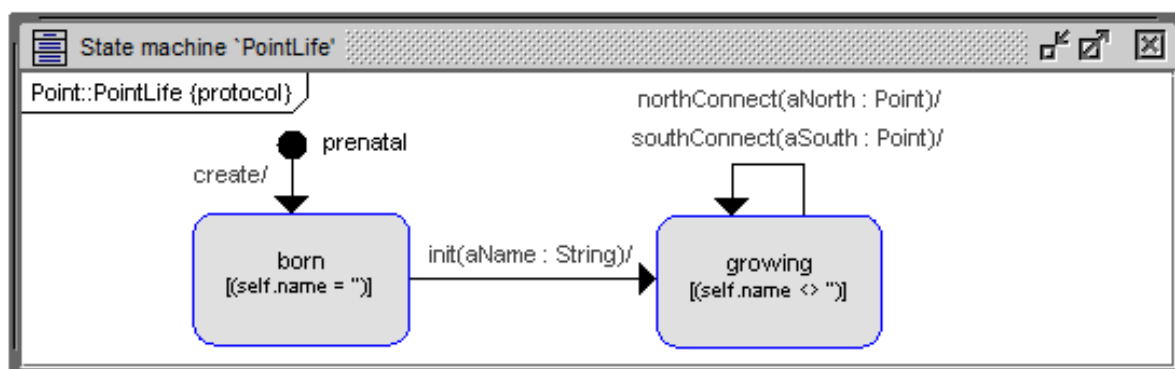 State machine `PointLife'
Point::PointLife {protocol}
northConnect(aNorth : Point)/
southConnect(aSouth : Point)/
prenatal
create/
born
[(self.name = '')]
init(aName : String)/
growing
[(self.name <> '')]